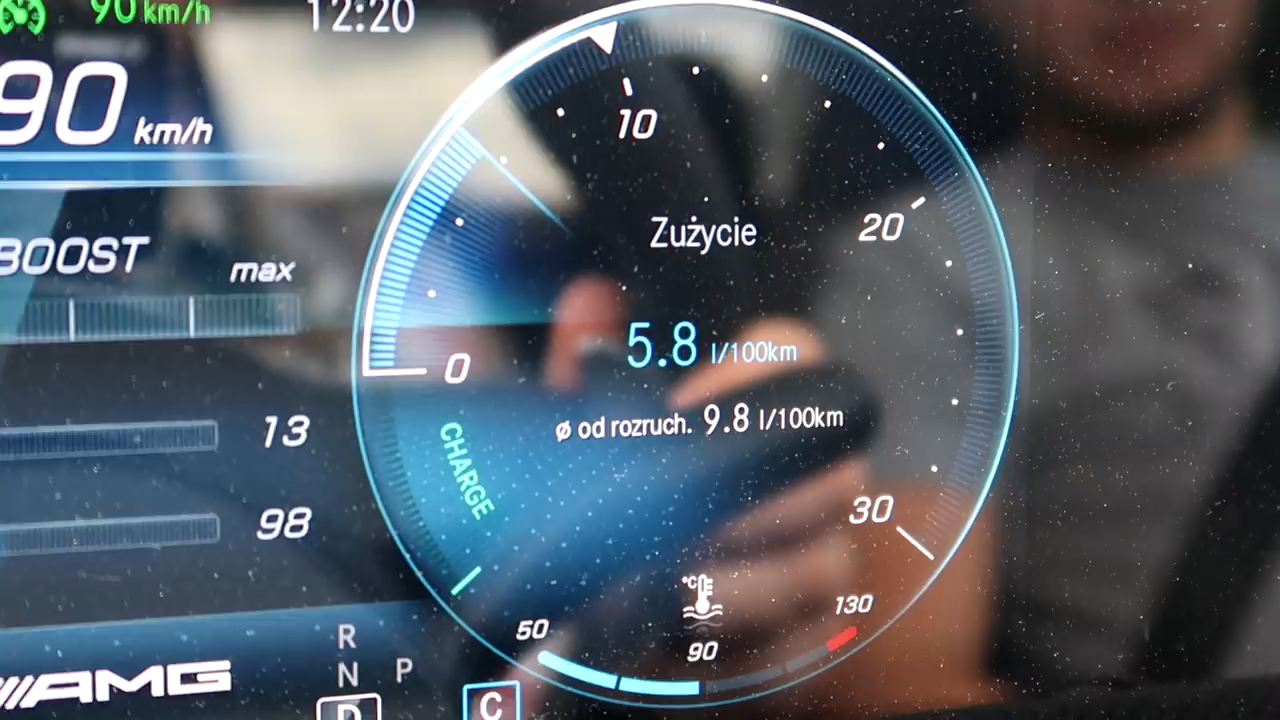 90 km/h
12:20
90 km/h
10
BOOST
max
20
Zużycie
5.8 l/100km
0
ø od rozruch. 9.8 l/100km
13
CHARGE
98
30
°C
50
130
90
R
N P
D
C
AMG